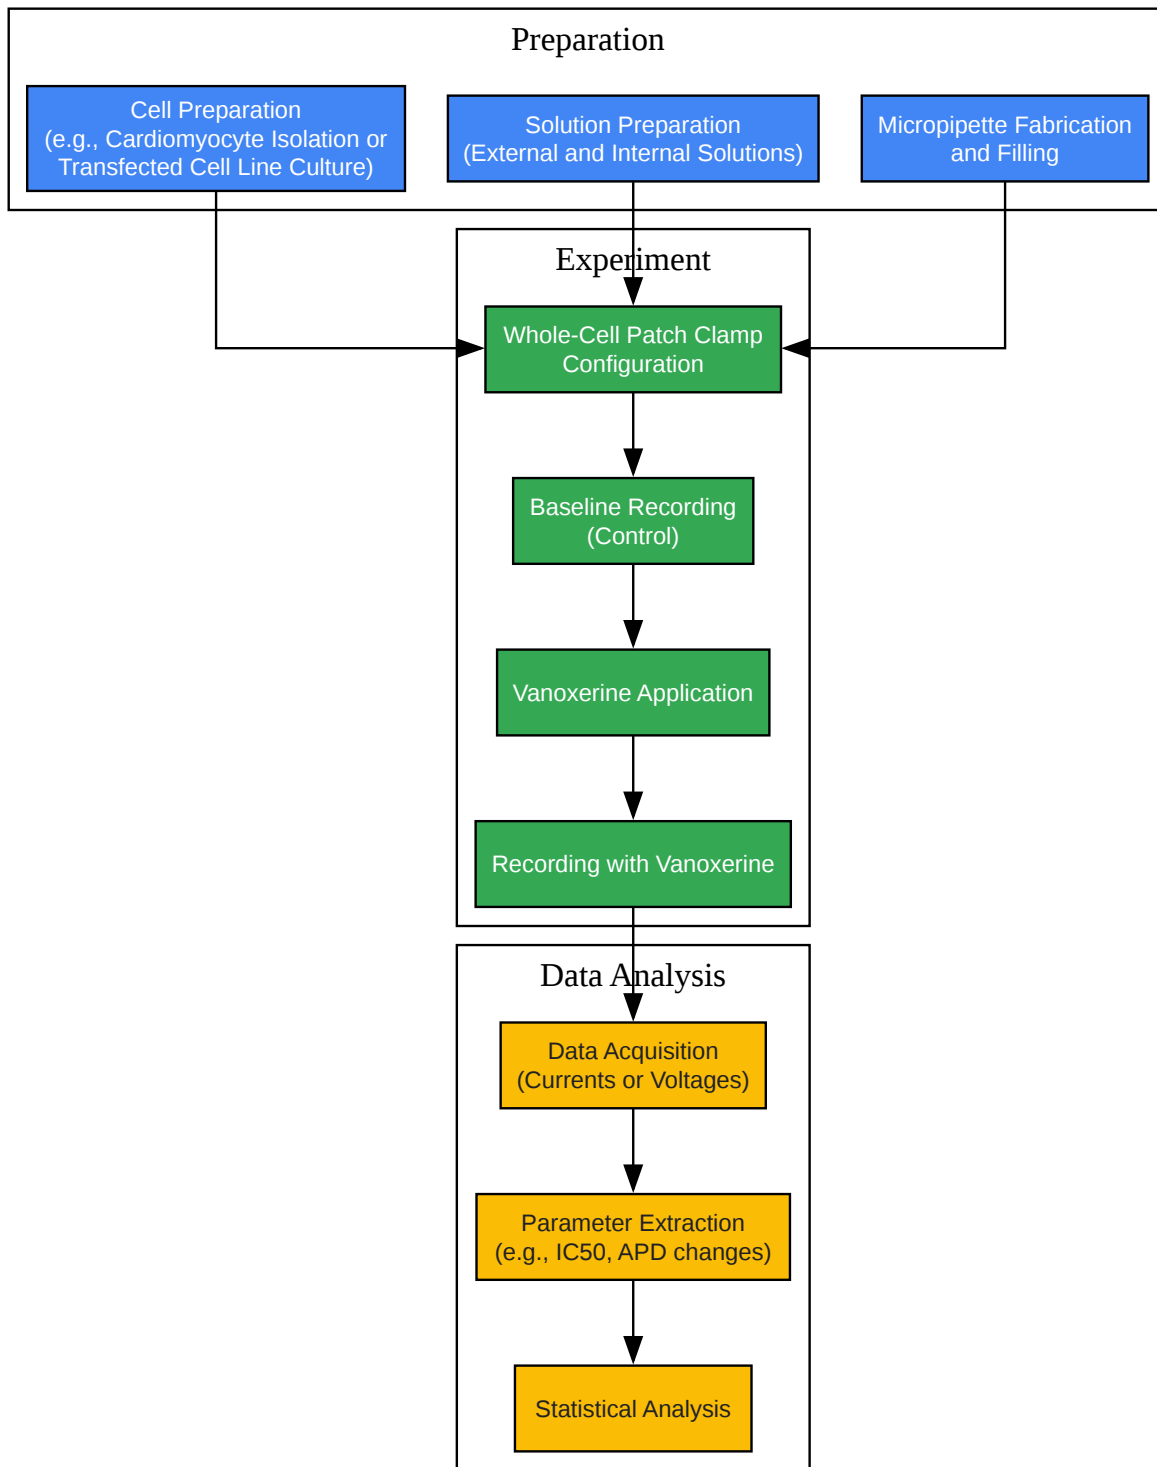 Preparation
Cell Preparation
(e.g., Cardiomyocyte Isolation or
Transfected Cell Line Culture)
Solution Preparation
(External and Internal Solutions)
Micropipette Fabrication
and Filling
Experiment
Whole-Cell Patch Clamp
Configuration
Baseline Recording
(Control)
Vanoxerine Application
Recording with Vanoxerine
Data Analysis
Data Acquisition
(Currents or Voltages)
Parameter Extraction
(e.g., IC50, APD changes)
Statistical Analysis